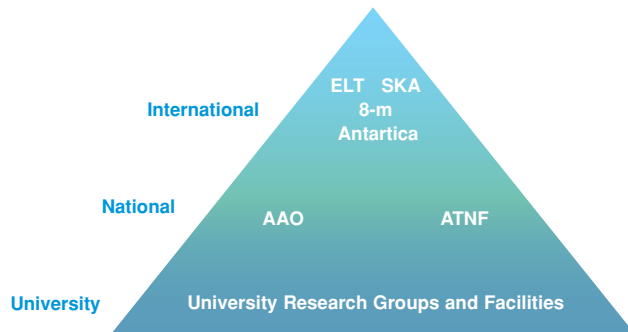 ELT SKA
International 8-m
Antartica
National
AAO ATNF
University University Research Groups and Facilities